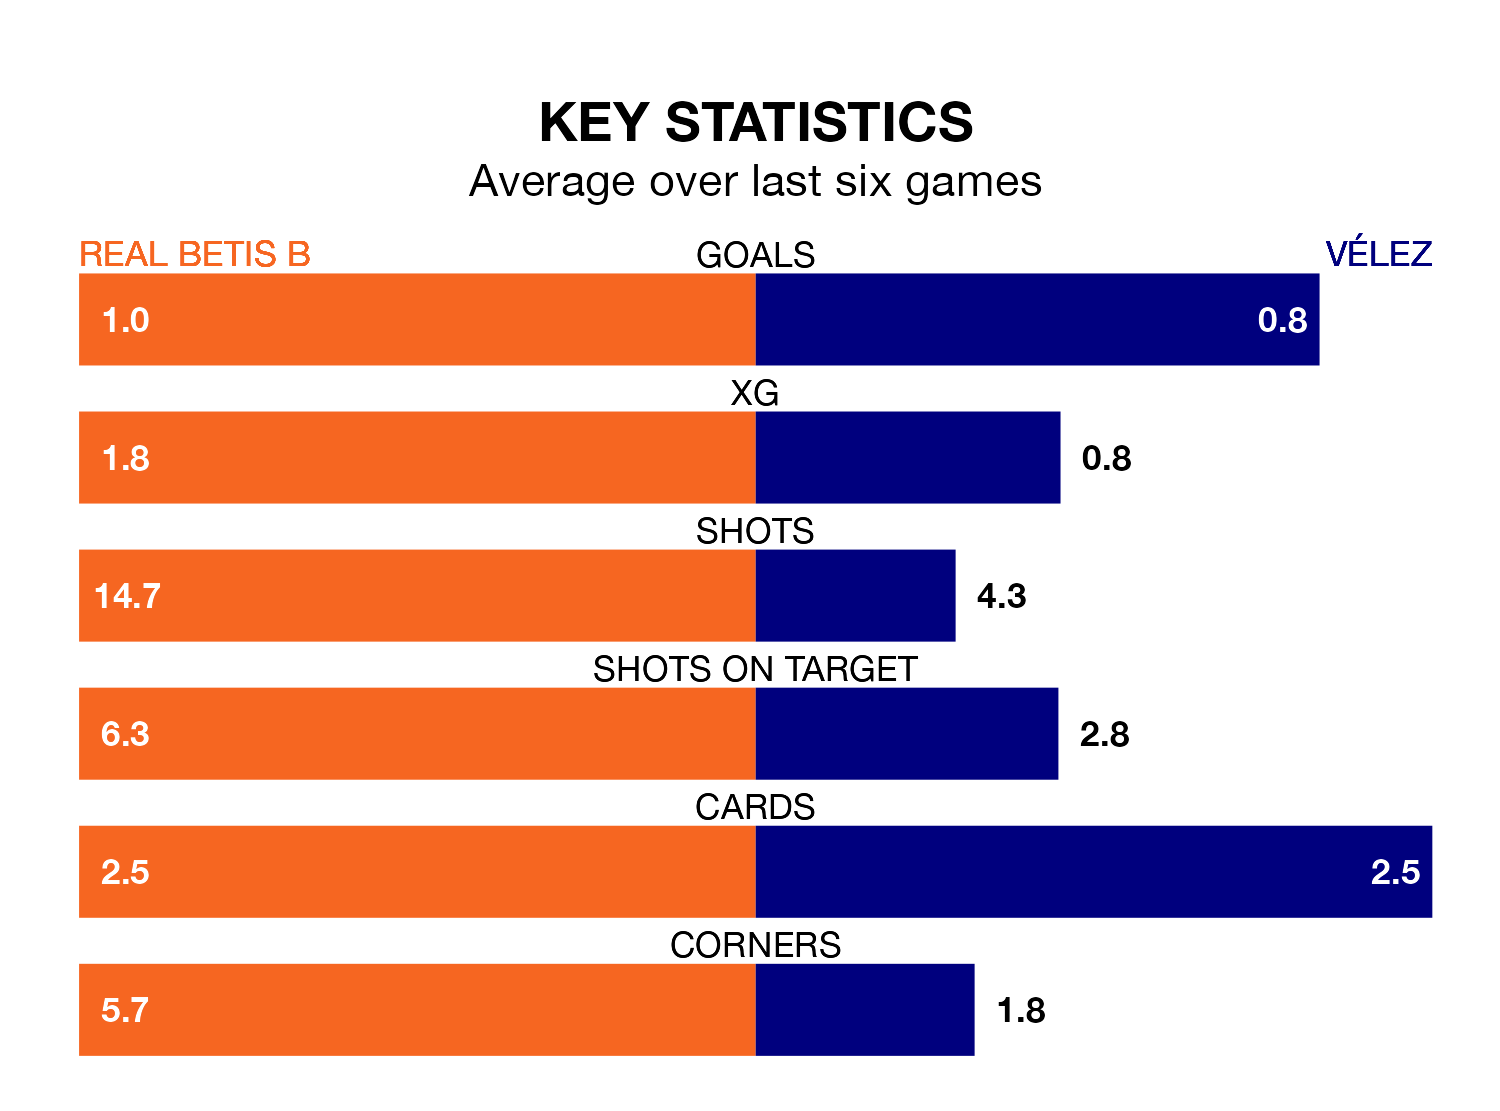 KEY STATISTICS
Average over last six games
REAL BETIS B GOALS VÉLEZ
1.0 0.8
XG
1.8 0.8
SHOTS
14.7 4.3
SHOTS ON TARGET
6.3 2.8
CARDS
2.5 2.5
CORNERS
5.7 1.8